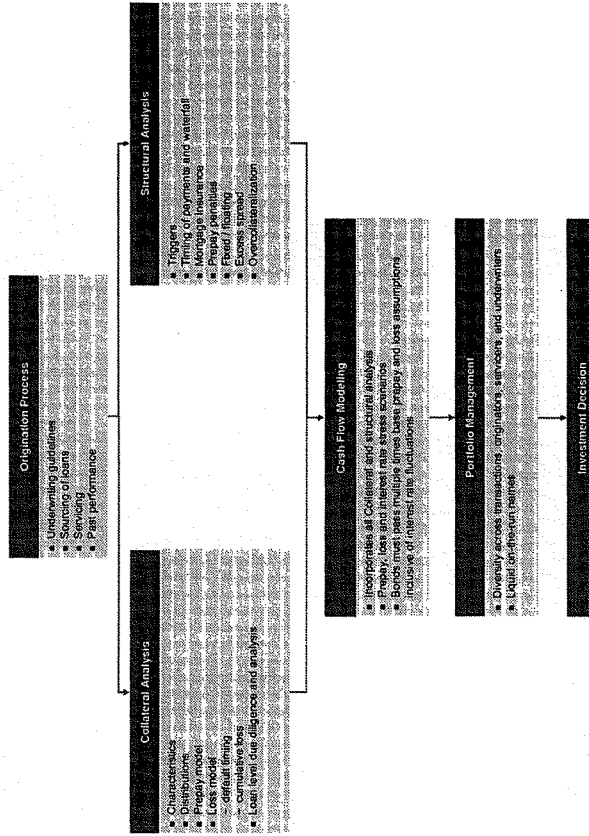 Origination Process
▪ Underwriting guidelines
▪ Sourcing of loans
▪ Servicing
▪ Past performance
Collateral Analysis
▪ Characteristics
▪ Distributions
▪ Prepay model
▪ Loss model
– default timing
– cumulative loss
▪ Loan level due diligence and analysis
Structural Analysis
▪ Triggers
▪ Timing of payments and waterfall
▪ Mortgage Insurance
▪ Prepay penalties
▪ Fixed / floating
▪ Excess spread
▪ Overcollateralization
Cash Flow Modeling
▪ Incorporates all Collateral and structural analysis
▪ Prepay, loss and interest rate stress scenarios
▪ Bonds must pass multiple times base prepay and loss assumptions
inclusive of interest rate fluctuations
Portfolio Management
▪ Diversity across transactions, originators, servicers, and underwriters
▪ Liquid on-the-run names
Investment Decision